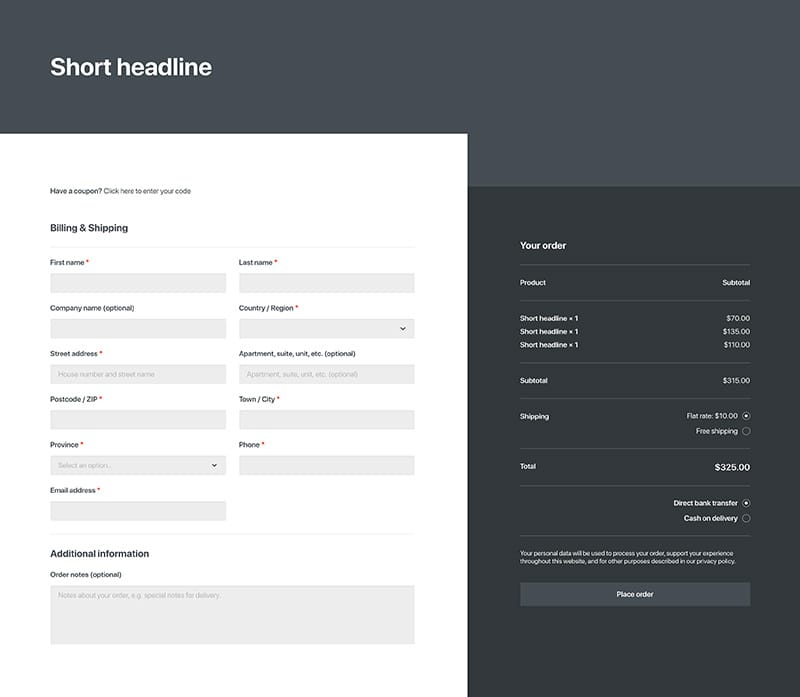 Short headline
Have a coupon? Click here to enter your code
Billing & Shipping
First name *
Last name *
Company name (optional)
Country / Region *
Street address *
Apartment, suite, unit, etc. (optional)
House number and street name
Apartment, suite, unit, etc. (optional)
Postcode / ZIP *
Town / City *
Province *
Phone *
Select an option...
Email address *
Additional information
Order notes (optional)
Notes about your order, e.g. special notes for delivery.
Your order
Product Subtotal
Short headline × 1 $70.00
Short headline × 1 $135.00
Short headline × 1 $110.00
Subtotal $315.00
Shipping Flat rate: $10.00
Free shipping
Total $325.00
Direct bank transfer
Cash on delivery
Your personal data will be used to process your order, support your experience
throughout this website, and for other purposes described in our privacy policy.
Place order